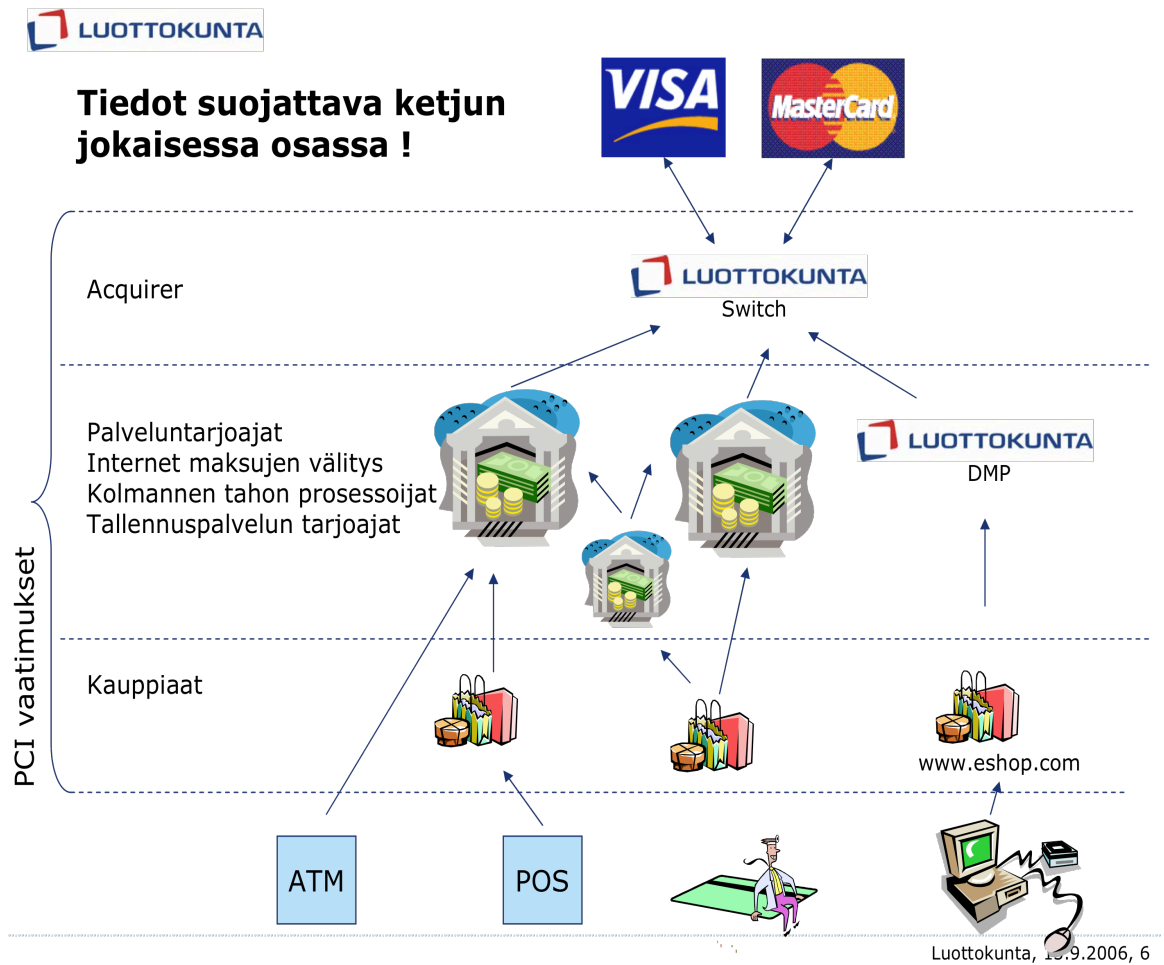 LUOTTOKUNTA
Tiedot suojattava ketjun
jokaisessa osassa !
VISA
MasterCard
Acquirer
LUOTTOKUNTA
Switch
Palveluntarjoajat
Internet maksujen välitys
Kolmannen tahon prosessoijat
Tallennuspalvelun tarjoajat
LUOTTOKUNTA
DMP
PCI vaatimukset
Kauppiaat
www.eshop.com
ATM
POS
Luottokunta, .9.2006, 6